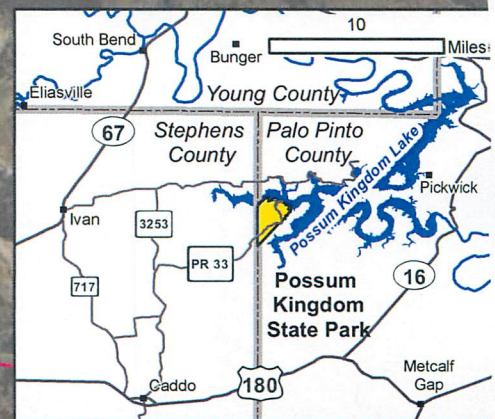 10
Miles
South Bend
Bunger
Eliasville
Young County
67
Stephens
County
Palo Pinto
County
Possum Kingdom Lake
Pickwick
Ivan
3253
PR 33
717
16
Possum
Kingdom
State Park
Metcalf
Gap
Caddo
180